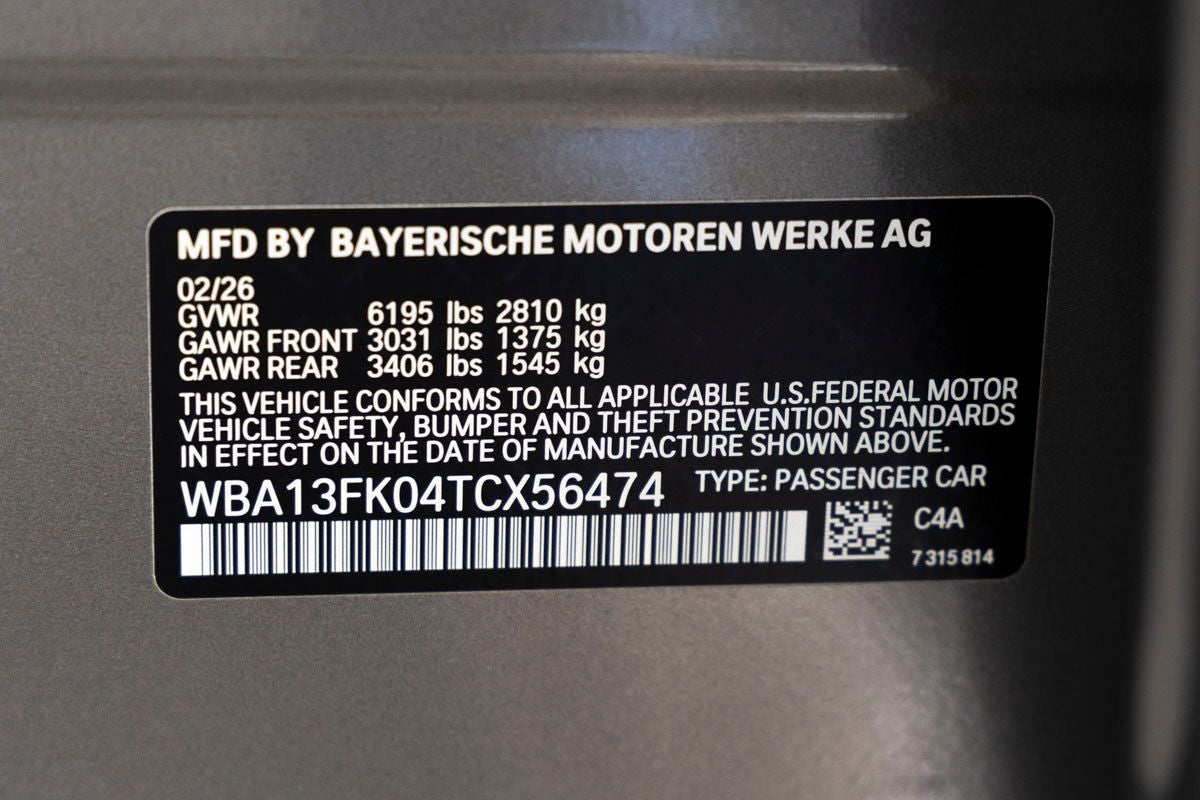 MFD BY BAYERISCHE MOTOREN WERKE AG
02/26
GVWR 6195 lbs 2810 kg
GAWR FRONT 3031 lbs 1375 kg
GAWR REAR 3406 lbs 1545 kg
THIS VEHICLE CONFORMS TO ALL APPLICABLE U.S.FEDERAL MOTOR
VEHICLE SAFETY, BUMPER AND THEFT PREVENTION STANDARDS
IN EFFECT ON THE DATE OF MANUFACTURE SHOWN ABOVE.
WBA13FK04TCX56474 TYPE: PASSENGER CAR
C4A
7 315 814